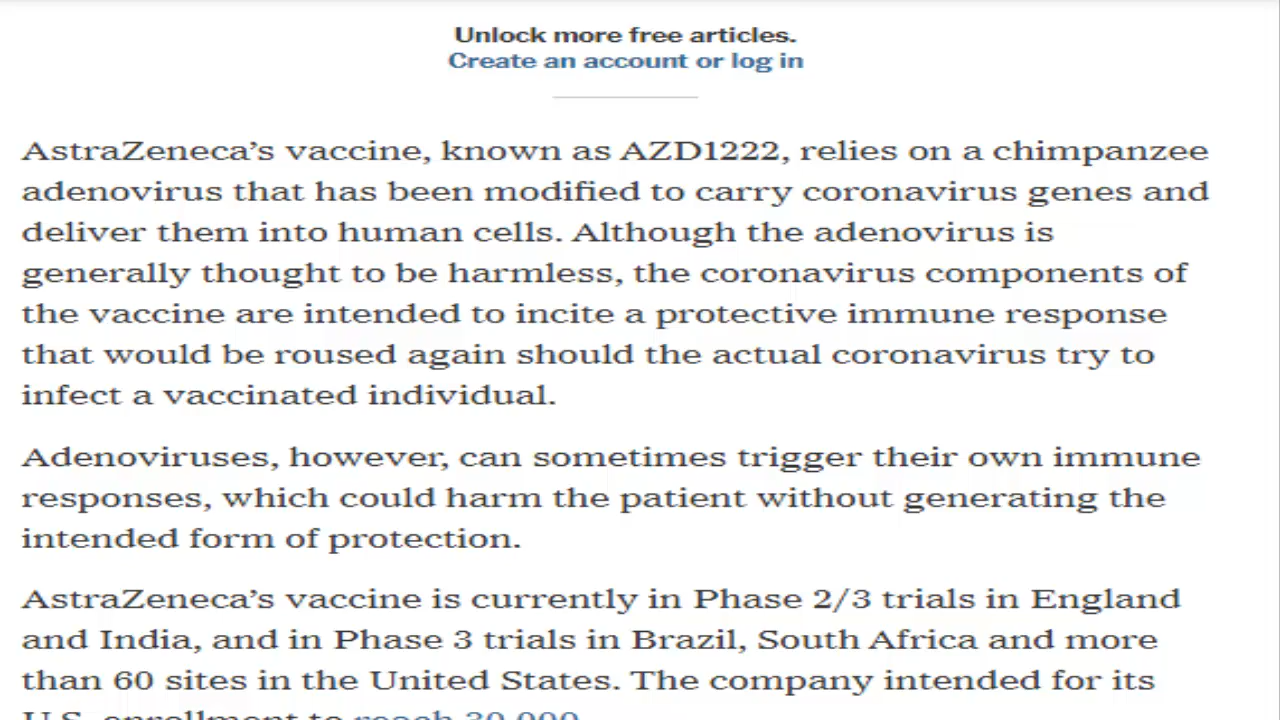 Unlock more free articles.
Create an account or log in
AstraZeneca’s vaccine, known as AZD1222, relies on a chimpanzee
adenovirus that has been modified to carry coronavirus genes and
deliver them into human cells. Although the adenovirus is
generally thought to be harmless, the coronavirus components of
the vaccine are intended to incite a protective immune response
that would be roused again should the actual coronavirus try to
infect a vaccinated individual.
Adenoviruses, however, can sometimes trigger their own immune
responses, which could harm the patient without generating the
intended form of protection.
AstraZeneca’s vaccine is currently in Phase 2/3 trials in England
and India, and in Phase 3 trials in Brazil, South Africa and more
than 60 sites in the United States. The company intended for its
U.S. enrollment to reach 30,000